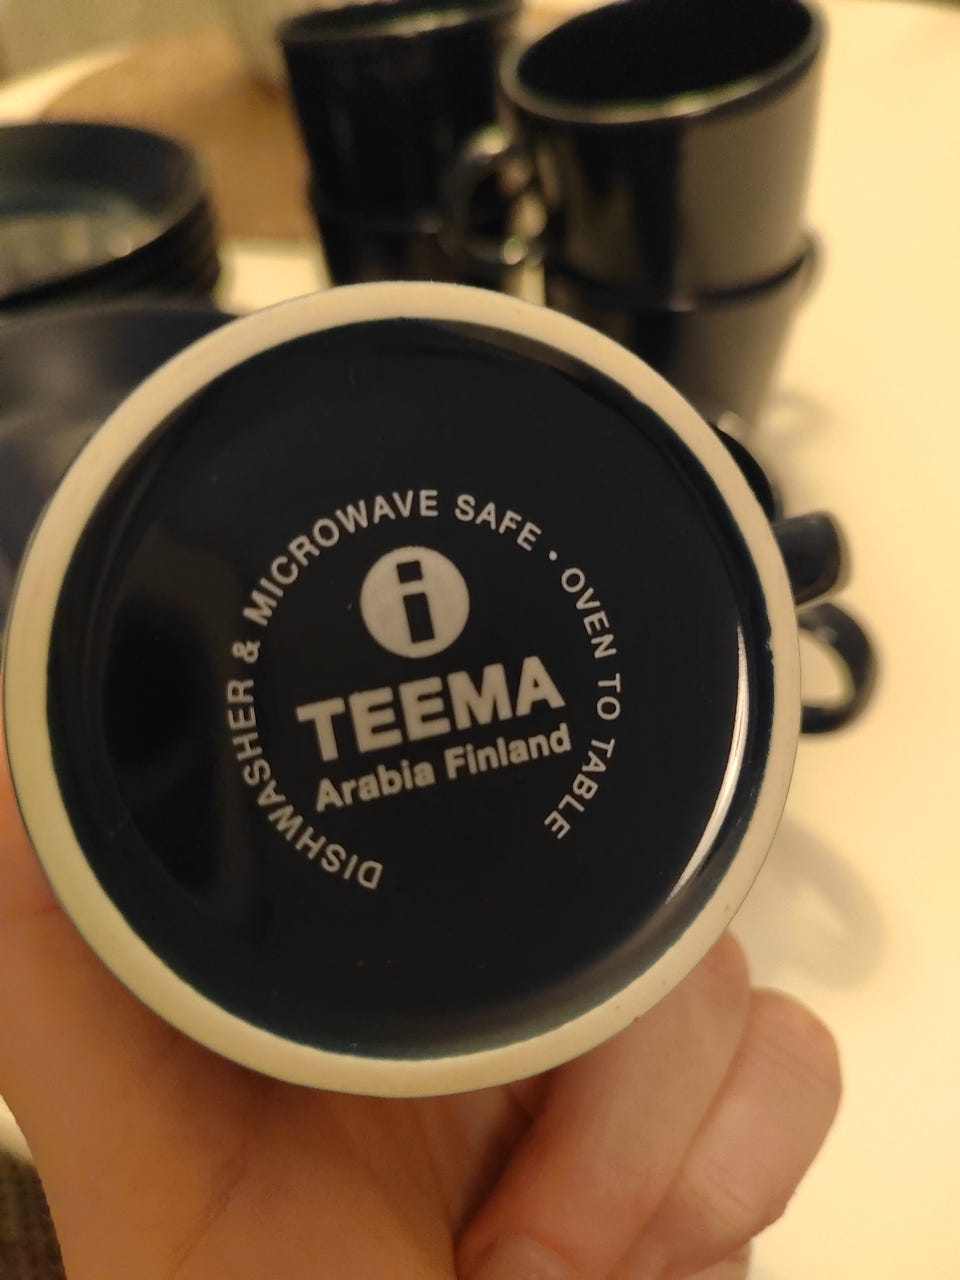 DISHWASHER & MICROWAVE SAFE · OVEN TO TABLE
i
TEEMA
Arabia Finland